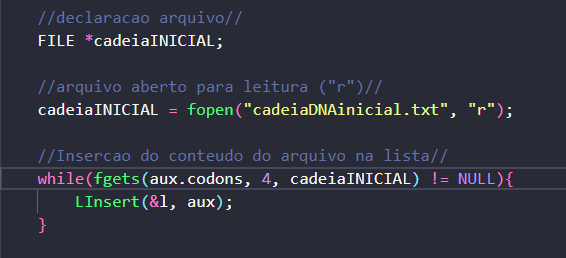 //declaracao arquivo//
FILE *cadeiaINICIAL;
//arquivo aberto para leitura ("r")//
cadeiaINICIAL = fopen("cadeiaDNAinicial.txt", "r");
//Insercao do conteudo do arquivo na lista//
while(fgets(aux.codons, 4, cadeiaINICIAL) != NULL){
LInsert(&l, aux);
}